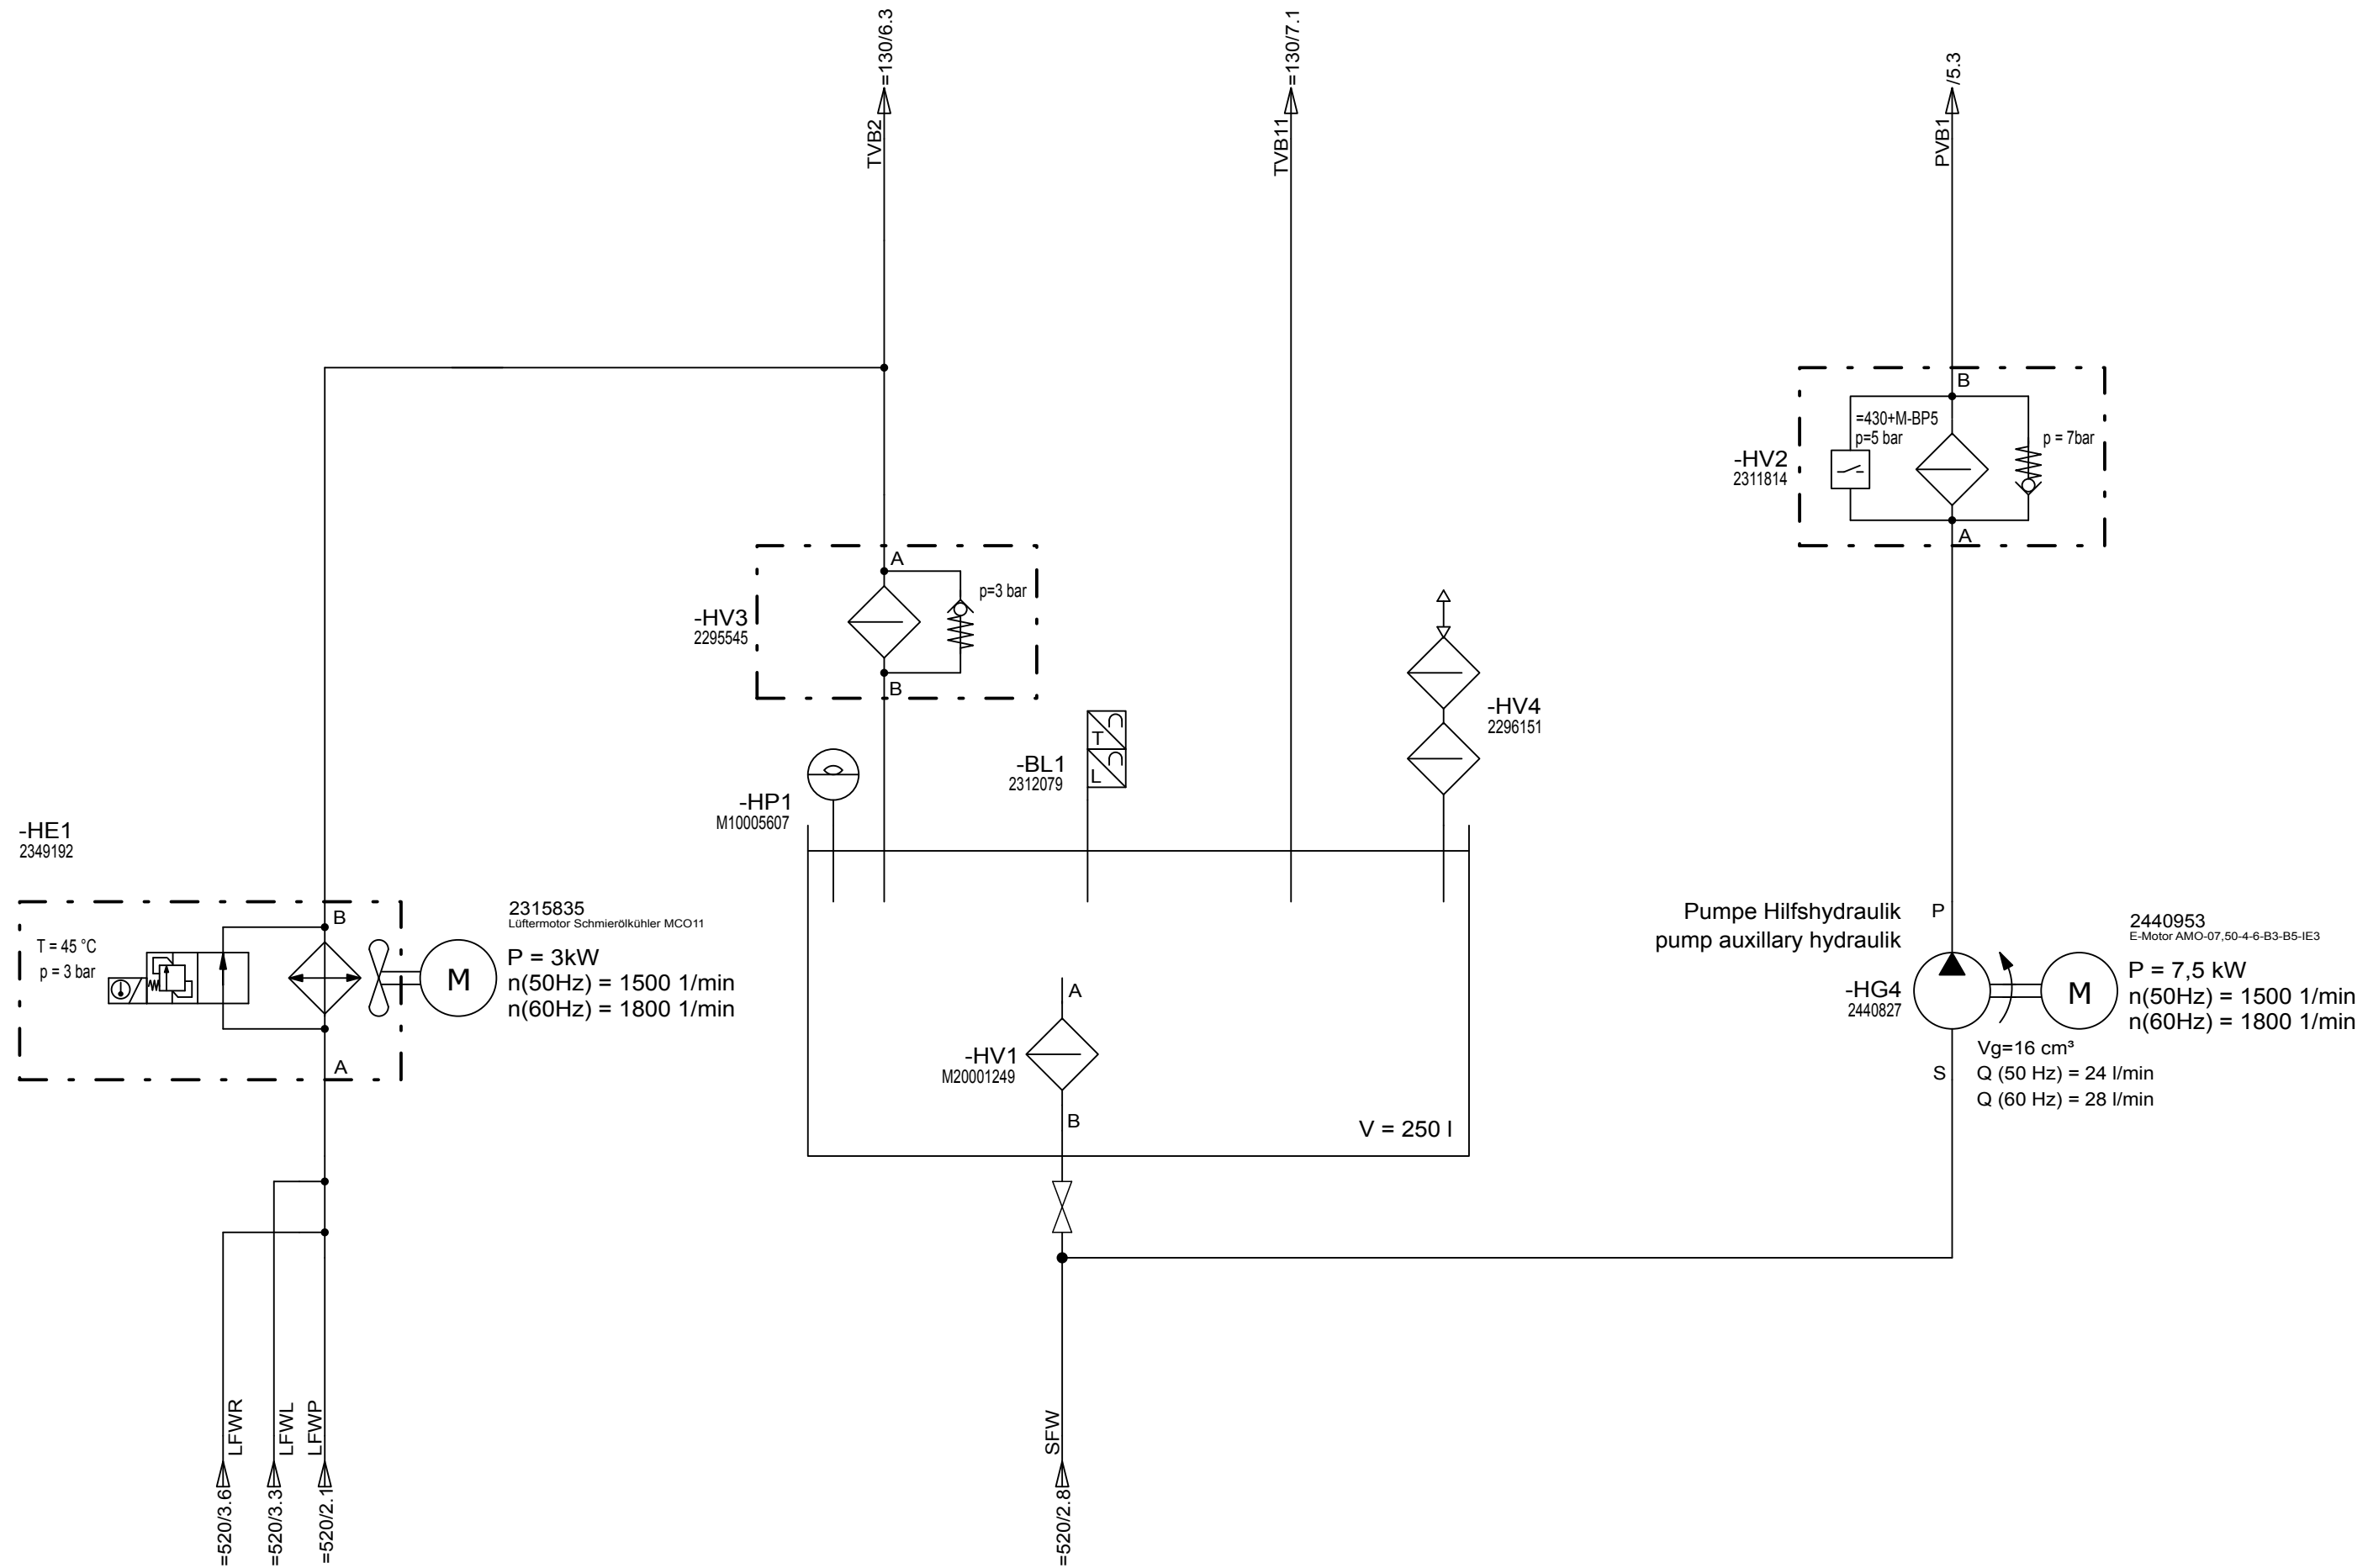 =130/6.3
TVB2
=130/7.1
TVB11
/5.3
PVB1
B
=430+M-BP5
p=5 bar
p = 7bar
-HV2
2311814
A
A
p=3 bar
-HV3
2295545
B
-HV4
2296151
T
L
-BL1
2312079
-HP1
M10005607
-HE1
2349192
B
T = 45 °C
p = 3 bar
A
M
2315835
Lüftermotor Schmierölkühler MCO11
P = 3kW
n(50Hz) = 1500 1/min
n(60Hz) = 1800 1/min
A
-HV1
M20001249
B
V = 250 l
Pumpe Hilfshydraulik
pump auxillary hydraulik
P
-HG4
2440827
S
M
2440953
E-Motor AMO-07,50-4-6-B3-B5-IE3
P = 7,5 kW
n(50Hz) = 1500 1/min
n(60Hz) = 1800 1/min
Vg=16 cm³
Q (50 Hz) = 24 l/min
Q (60 Hz) = 28 l/min
LFWR
LFWL
LFWP
SFW
=520/3.6
=520/3.3
=520/2.1
=520/2.8